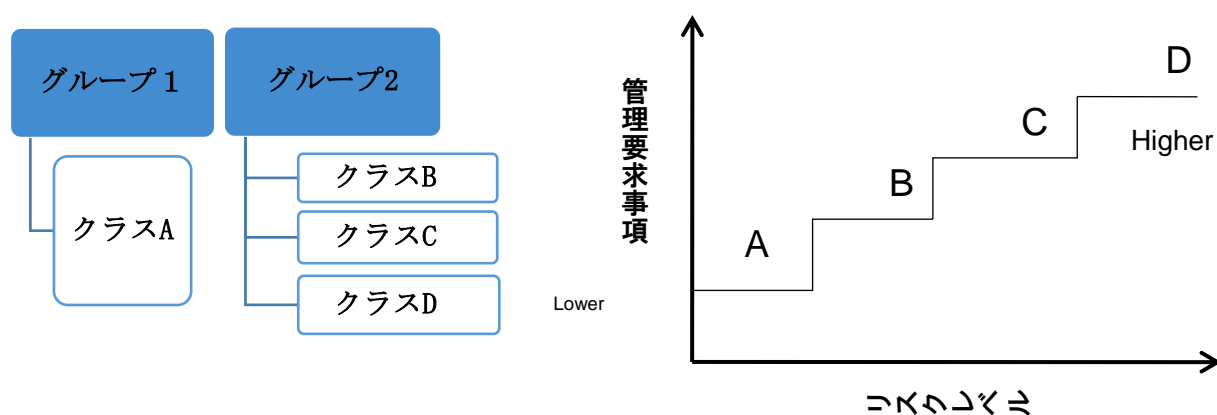 グループ１
グループ2
クラスA
クラスB
クラスC
クラスD
Lower
管理要求事項
A
B
C
D
Higher
リスクレベル